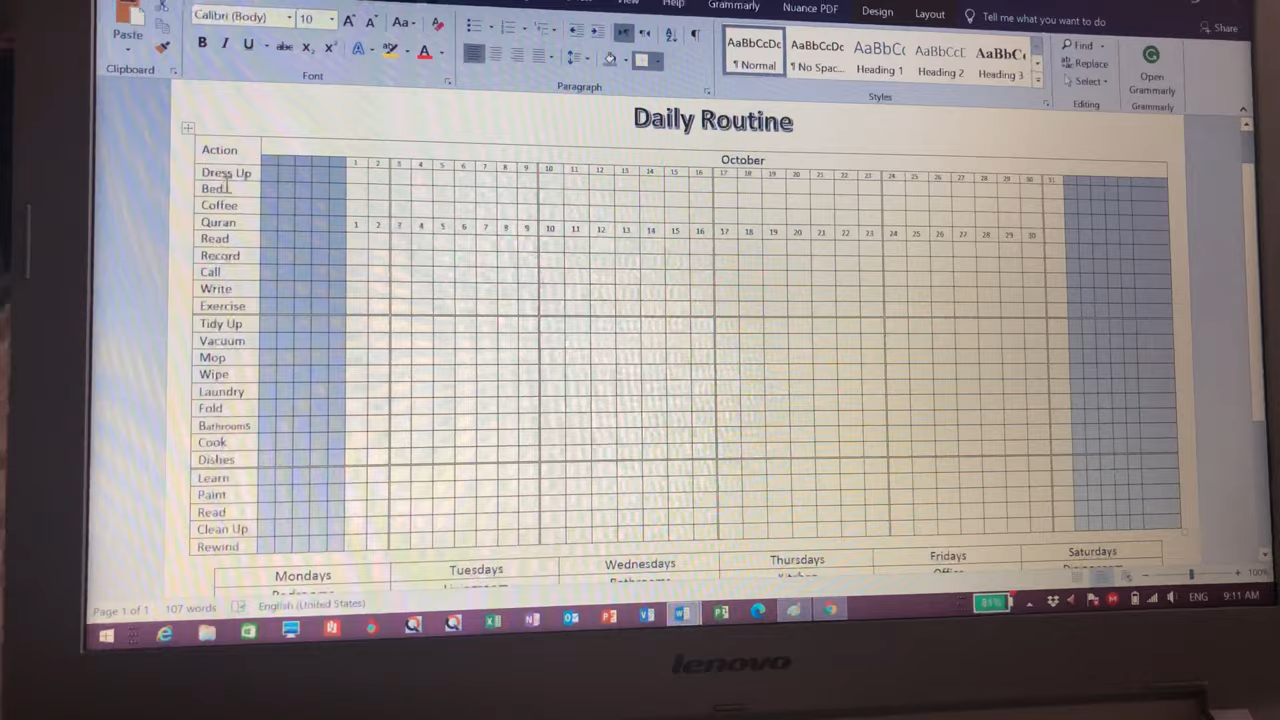 Help
Grammarly
Nuance PDF
Design
Layout
Tell me what you want to do
Share
Paste
Clipboard
Calibri (Body)
10
Aa
B I U abc X₂ X²
Font
Paragraph
AaBbCcDc AaBbCcDc AaBbC( AaBbCcD AaBbC(
¶ Normal ¶ No Spac... Heading 1 Heading 2 Heading 3
Styles
Find
Replace
Select
Editing
Open
Grammarly
Grammarly
Daily Routine
Action
October
1 2 3 4 5 6 7 8 9 10 11 12 13 14 15 16 17 18 19 20 21 22 23 24 25 26 27 28 29 30 31
Dress Up
Bed
Coffee
Quran
1 2 3 4 5 6 7 8 9 10 11 12 13 14 15 16 17 18 19 20 21 22 23 24 25 26 27 28 29 30
Read
Record
Call
Write
Exercise
Tidy Up
Vacuum
Mop
Wipe
Laundry
Fold
Bathrooms
Cook
Dishes
Learn
Paint
Read
Clean Up
Rewind
Mondays Tuesdays Wednesdays Thursdays Fridays Saturdays
Page 1 of 1 107 words English (United States)
100%
86%
ENG 9:11 AM
lenovo